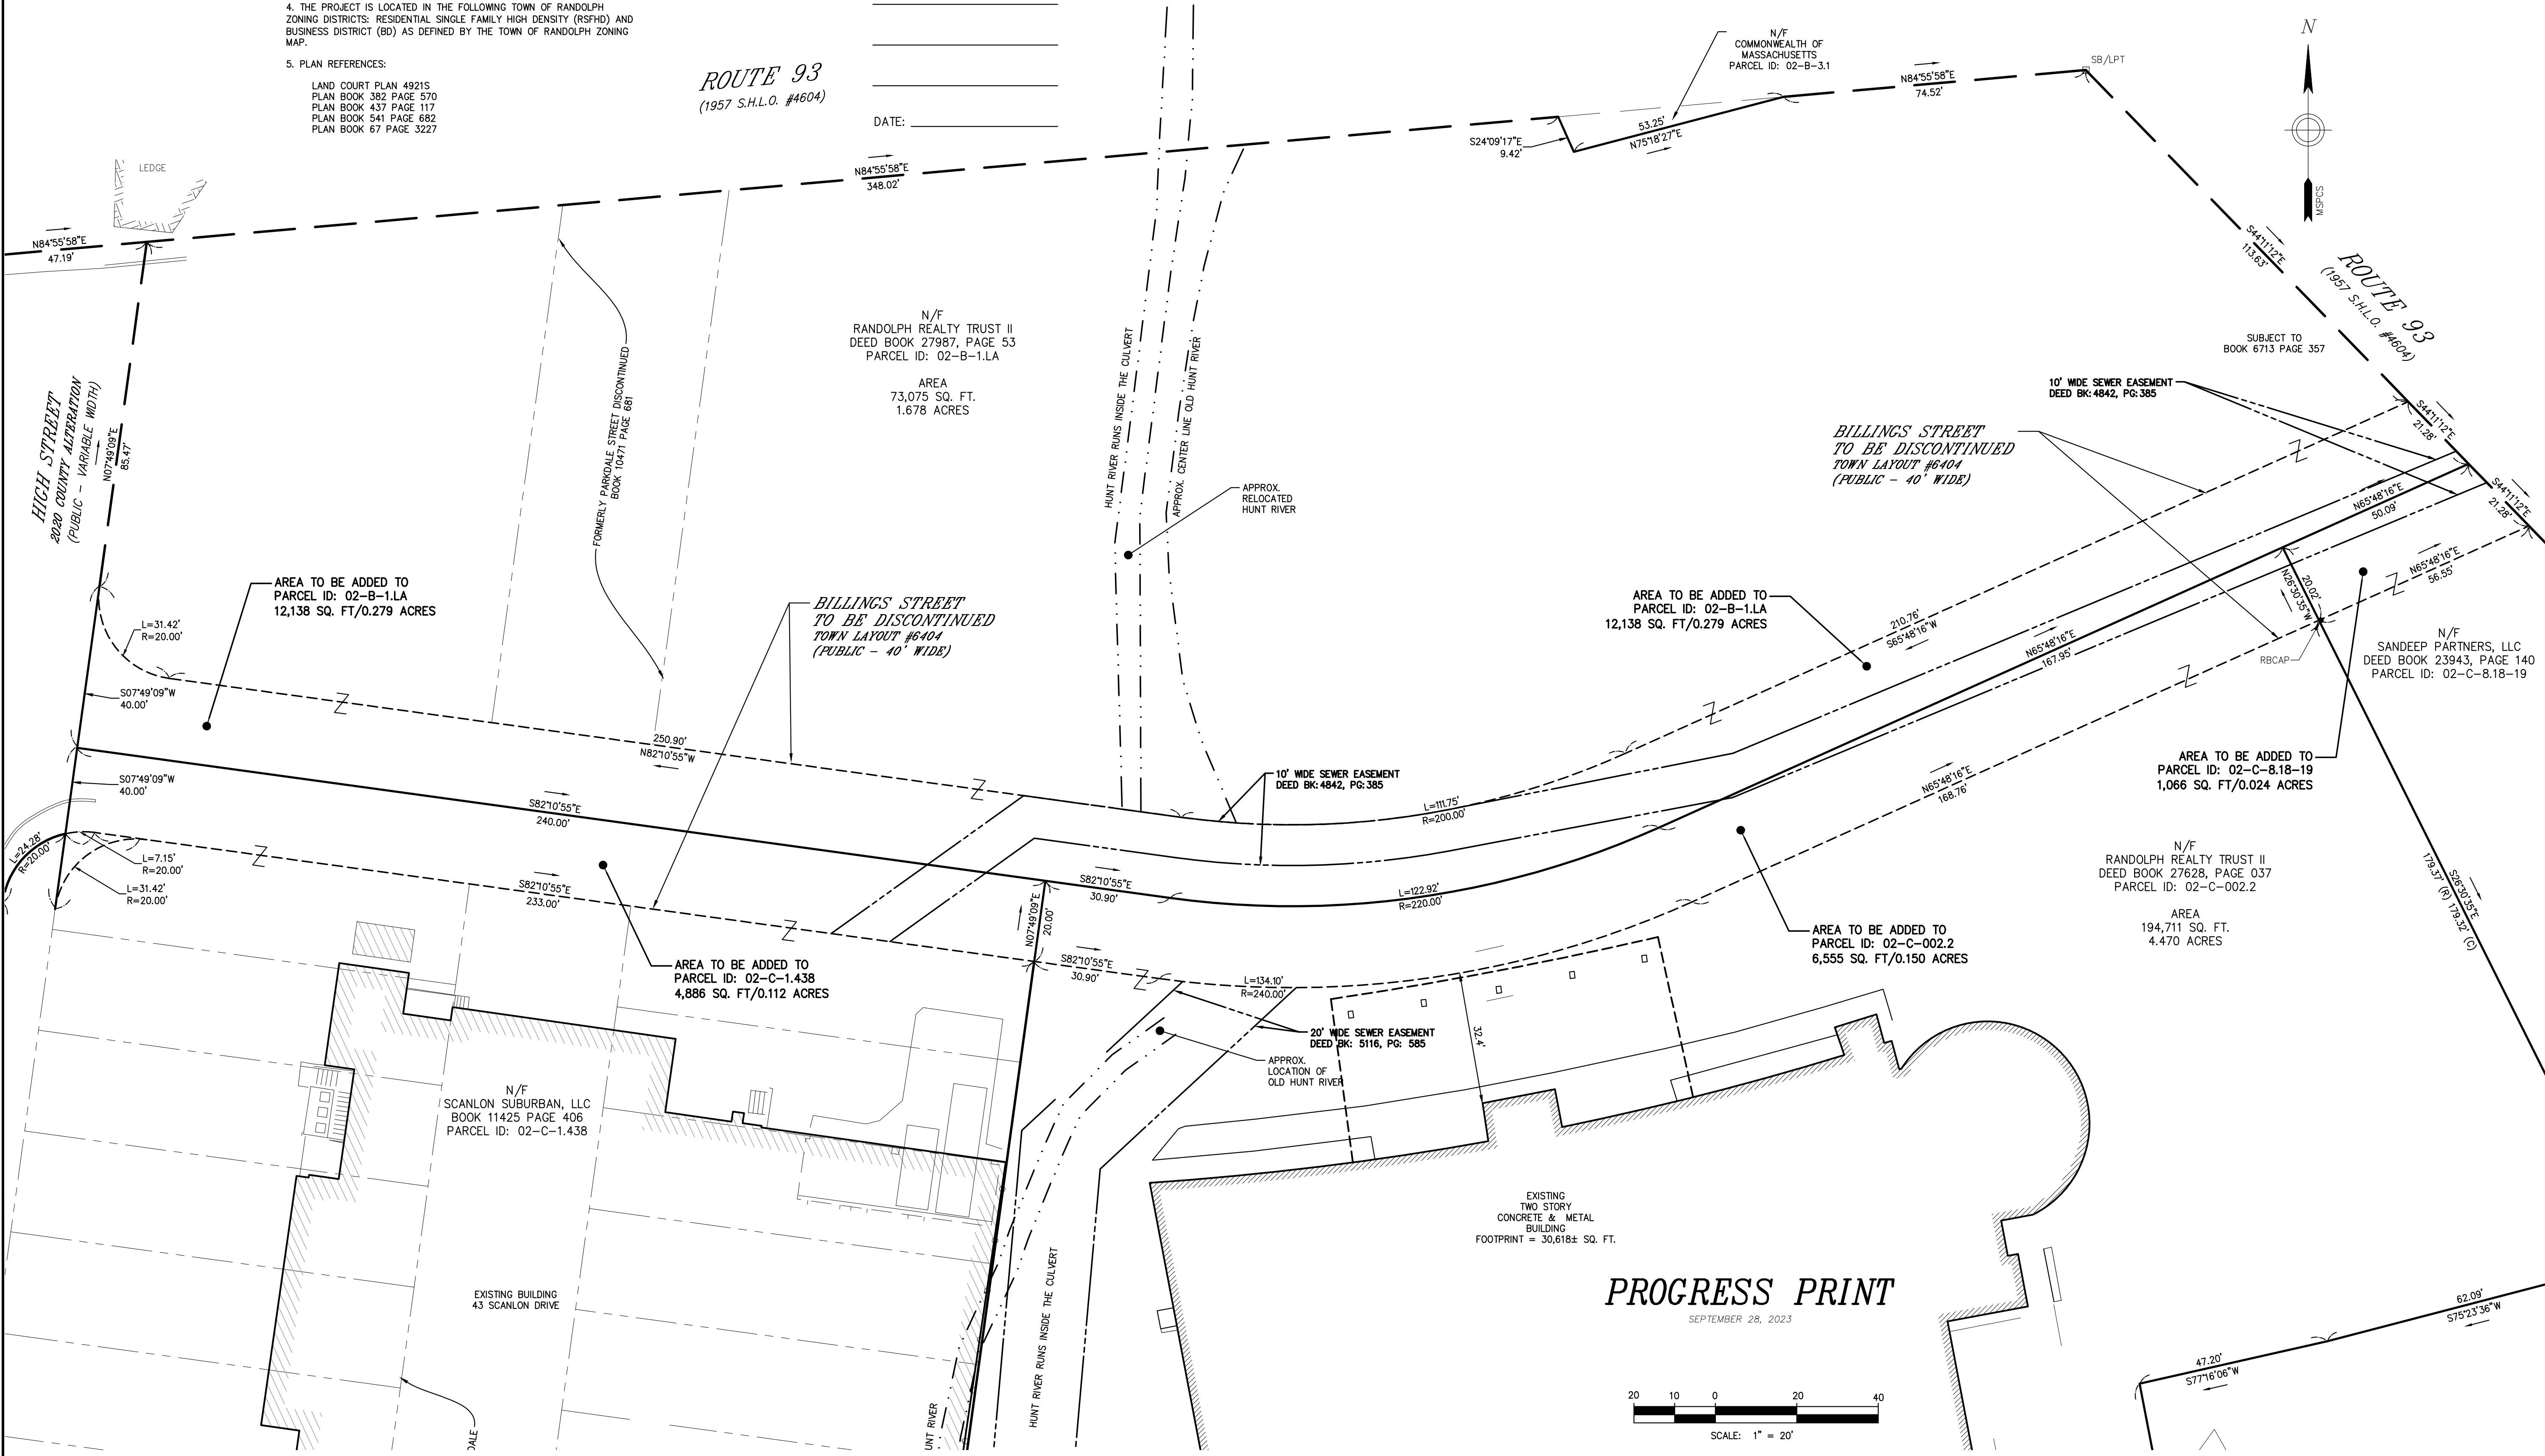 4. THE PROJECT IS LOCATED IN THE FOLLOWING TOWN OF RANDOLPH
ZONING DISTRICTS: RESIDENTIAL SINGLE FAMILY HIGH DENSITY (RSFHD) AND
BUSINESS DISTRICT (BD) AS DEFINED BY THE TOWN OF RANDOLPH ZONING
MAP.
5. PLAN REFERENCES:
LAND COURT PLAN 4921S
PLAN BOOK 382 PAGE 570
PLAN BOOK 437 PAGE 117
PLAN BOOK 541 PAGE 682
PLAN BOOK 67 PAGE 3227
DATE:
ROUTE 93
(1957 S.H.L.O. #4604)
N/F
COMMONWEALTH OF
MASSACHUSETTS
PARCEL ID: 02-B-3.1
N84°55'58"E
74.52'
SB/LPT
N
MSPCS
53.25'
N75°18'27"E
S24°09'17"E
9.42'
N84°55'58"E
348.02'
LEDGE
N84°55'58"E
47.19'
S44°11'12"E
113.63'
ROUTE 93
(1957 S.H.L.O. #4604)
SUBJECT TO
BOOK 6713 PAGE 357
N/F
RANDOLPH REALTY TRUST II
DEED BOOK 27987, PAGE 53
PARCEL ID: 02-B-1.LA
AREA
73,075 SQ. FT.
1.678 ACRES
HIGH STREET
2020 COUNTY ALTERATION
(PUBLIC - VARIABLE WIDTH)
N07°49'09"E
85.47'
FORMERLY PARKDALE STREET DISCONTINUED
BOOK 10471 PAGE 681
HUNT RIVER RUNS INSIDE THE CULVERT
APPROX. CENTER LINE OLD HUNT RIVER
APPROX.
RELOCATED
HUNT RIVER
10' WIDE SEWER EASEMENT
DEED BK: 4842, PG: 385
BILLINGS STREET
TO BE DISCONTINUED
TOWN LAYOUT #6404
(PUBLIC - 40' WIDE)
S44°11'12"E
21.28'
S44°11'12"E
21.28'
N65°48'16"E
50.09'
N65°48'16"E
56.55'
20.02'
N26°30'35"W
RBCAP
N/F
SANDEEP PARTNERS, LLC
DEED BOOK 23943, PAGE 140
PARCEL ID: 02-C-8.18-19
AREA TO BE ADDED TO
PARCEL ID: 02-B-1.LA
12,138 SQ. FT/0.279 ACRES
BILLINGS STREET
TO BE DISCONTINUED
TOWN LAYOUT #6404
(PUBLIC - 40' WIDE)
AREA TO BE ADDED TO
PARCEL ID: 02-B-1.LA
12,138 SQ. FT/0.279 ACRES
210.76'
S65°48'16"W
N65°48'16"E
167.95'
L=31.42'
R=20.00'
S07°49'09"W
40.00'
S07°49'09"W
40.00'
250.90'
N82°10'55"W
S82°10'55"E
240.00'
10' WIDE SEWER EASEMENT
DEED BK: 4842, PG: 385
L=111.75'
R=200.00'
N65°48'16"E
168.76'
AREA TO BE ADDED TO
PARCEL ID: 02-C-8.18-19
1,066 SQ. FT/0.024 ACRES
L=24.28'
R=20.00'
L=7.15'
R=20.00'
L=31.42'
R=20.00'
S82°10'55"E
233.00'
S82°10'55"E
30.90'
L=122.92'
R=220.00'
N07°49'09"E
20.00'
S82°10'55"E
30.90'
L=134.10'
R=240.00'
AREA TO BE ADDED TO
PARCEL ID: 02-C-1.438
4,886 SQ. FT/0.112 ACRES
AREA TO BE ADDED TO
PARCEL ID: 02-C-002.2
6,555 SQ. FT/0.150 ACRES
N/F
RANDOLPH REALTY TRUST II
DEED BOOK 27628, PAGE 037
PARCEL ID: 02-C-002.2
AREA
194,711 SQ. FT.
4.470 ACRES
S26°30'35"E
179.37' (R) 179.32' (C)
20' WIDE SEWER EASEMENT
DEED BK: 5116, PG: 585
APPROX.
LOCATION OF
OLD HUNT RIVER
32.4'
N/F
SCANLON SUBURBAN, LLC
BOOK 11425 PAGE 406
PARCEL ID: 02-C-1.438
EXISTING BUILDING
43 SCANLON DRIVE
HUNT RIVER RUNS INSIDE THE CULVERT
UNT RIVER
DALE
EXISTING
TWO STORY
CONCRETE & METAL
BUILDING
FOOTPRINT = 30,618± SQ. FT.
PROGRESS PRINT
SEPTEMBER 28, 2023
62.09'
S75°23'36"W
47.20'
S77°16'06"W
20 10 0 20 40
SCALE: 1" = 20'